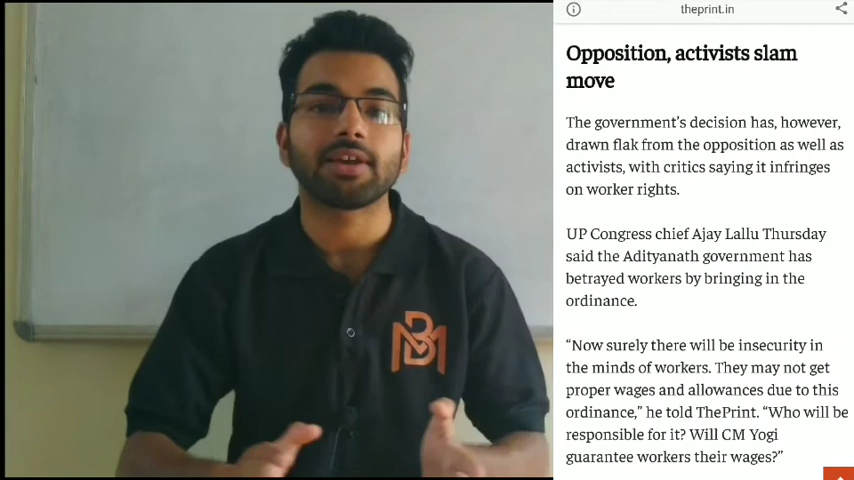 theprint.in
Opposition, activists slam
move
The government's decision has, however,
drawn flak from the opposition as well as
activists, with critics saying it infringes
on worker rights.
UP Congress chief Ajay Lallu Thursday
said the Adityanath government has
betrayed workers by bringing in the
ordinance.
“Now surely there will be insecurity in
the minds of workers. They may not get
proper wages and allowances due to this
ordinance,” he told ThePrint. “Who will be
responsible for it? Will CM Yogi
guarantee workers their wages?”